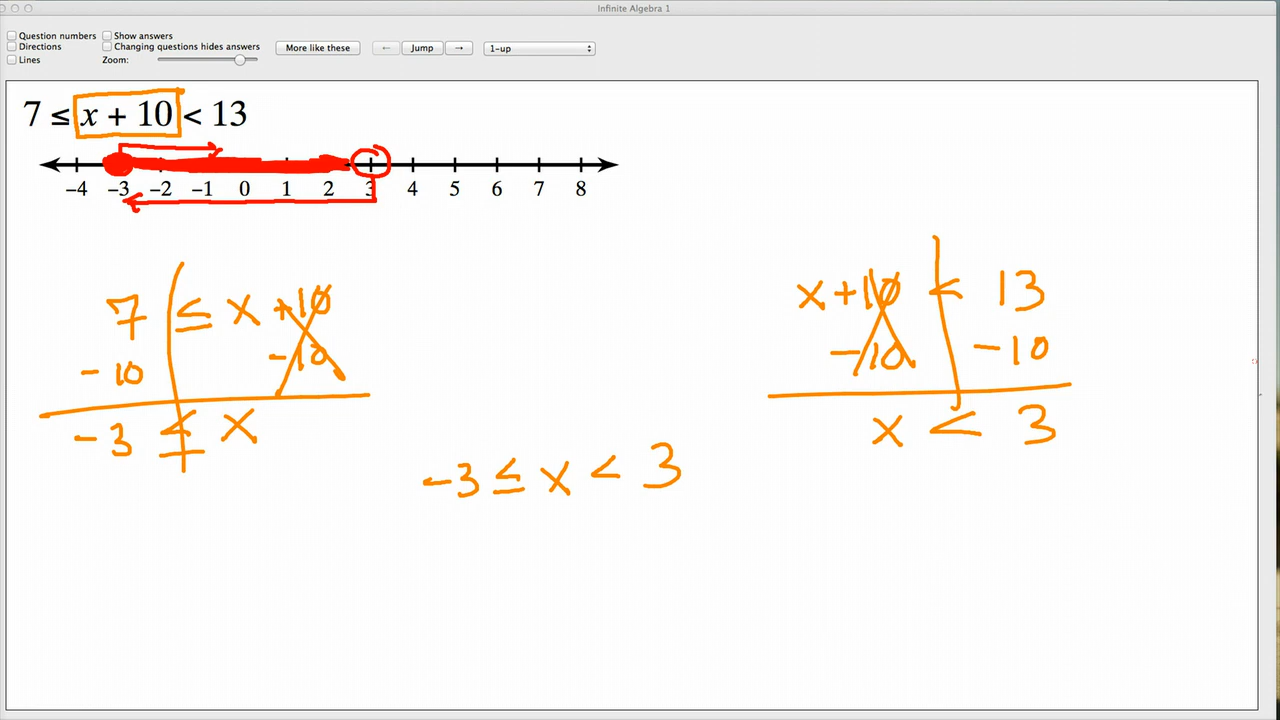 Infinite Algebra 1
Question numbers Show answers
Directions Changing questions hides answers
Lines Zoom: More like these ← Jump → 1-up
7 ≤ x + 10 < 13
−4 −3 −2 −1 0 1 2 3 4 5 6 7 8
7 ≤ x +10
-10 -10
-3 ≤ x
x+10 < 13
-10 -10
x < 3
-3 ≤ x < 3